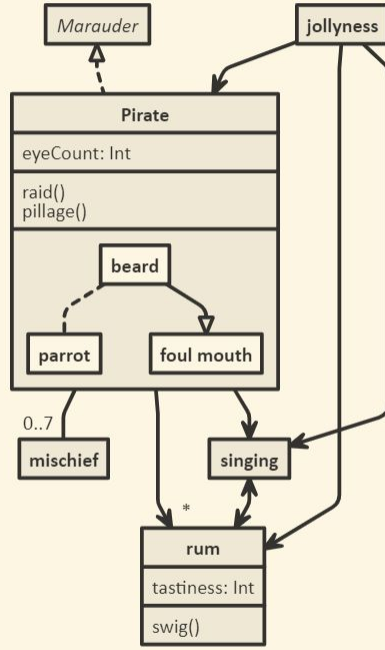 Marauder
jollyness
Pirate
eyeCount: Int
raid()
pillage()
beard
parrot
foul mouth
0..7
mischief
singing
*
rum
tastiness: Int
swig()